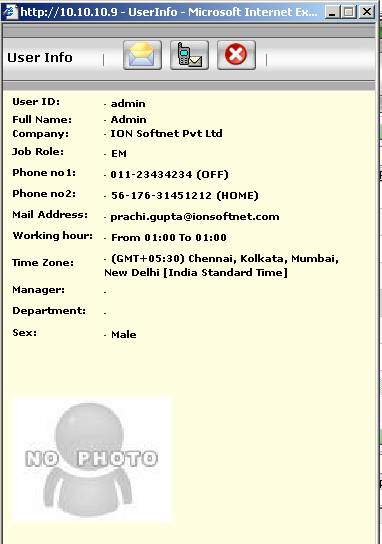 http://10.10.10.9 - UserInfo - Microsoft Internet Ex...
User Info
User ID: - admin
Full Name: - Admin
Company: - ION Softnet Pvt Ltd
Job Role: - EM
Phone no1: - 011-23434234 (OFF)
Phone no2: - 56-176-31451212 (HOME)
Mail Address: - prachi.gupta@ionsoftnet.com
Working hour: - From 01:00 To 01:00
Time Zone: - (GMT+05:30) Chennai, Kolkata, Mumbai,
New Delhi [India Standard Time]
Manager: -
Department: -
Sex: - Male
NO PHOTO